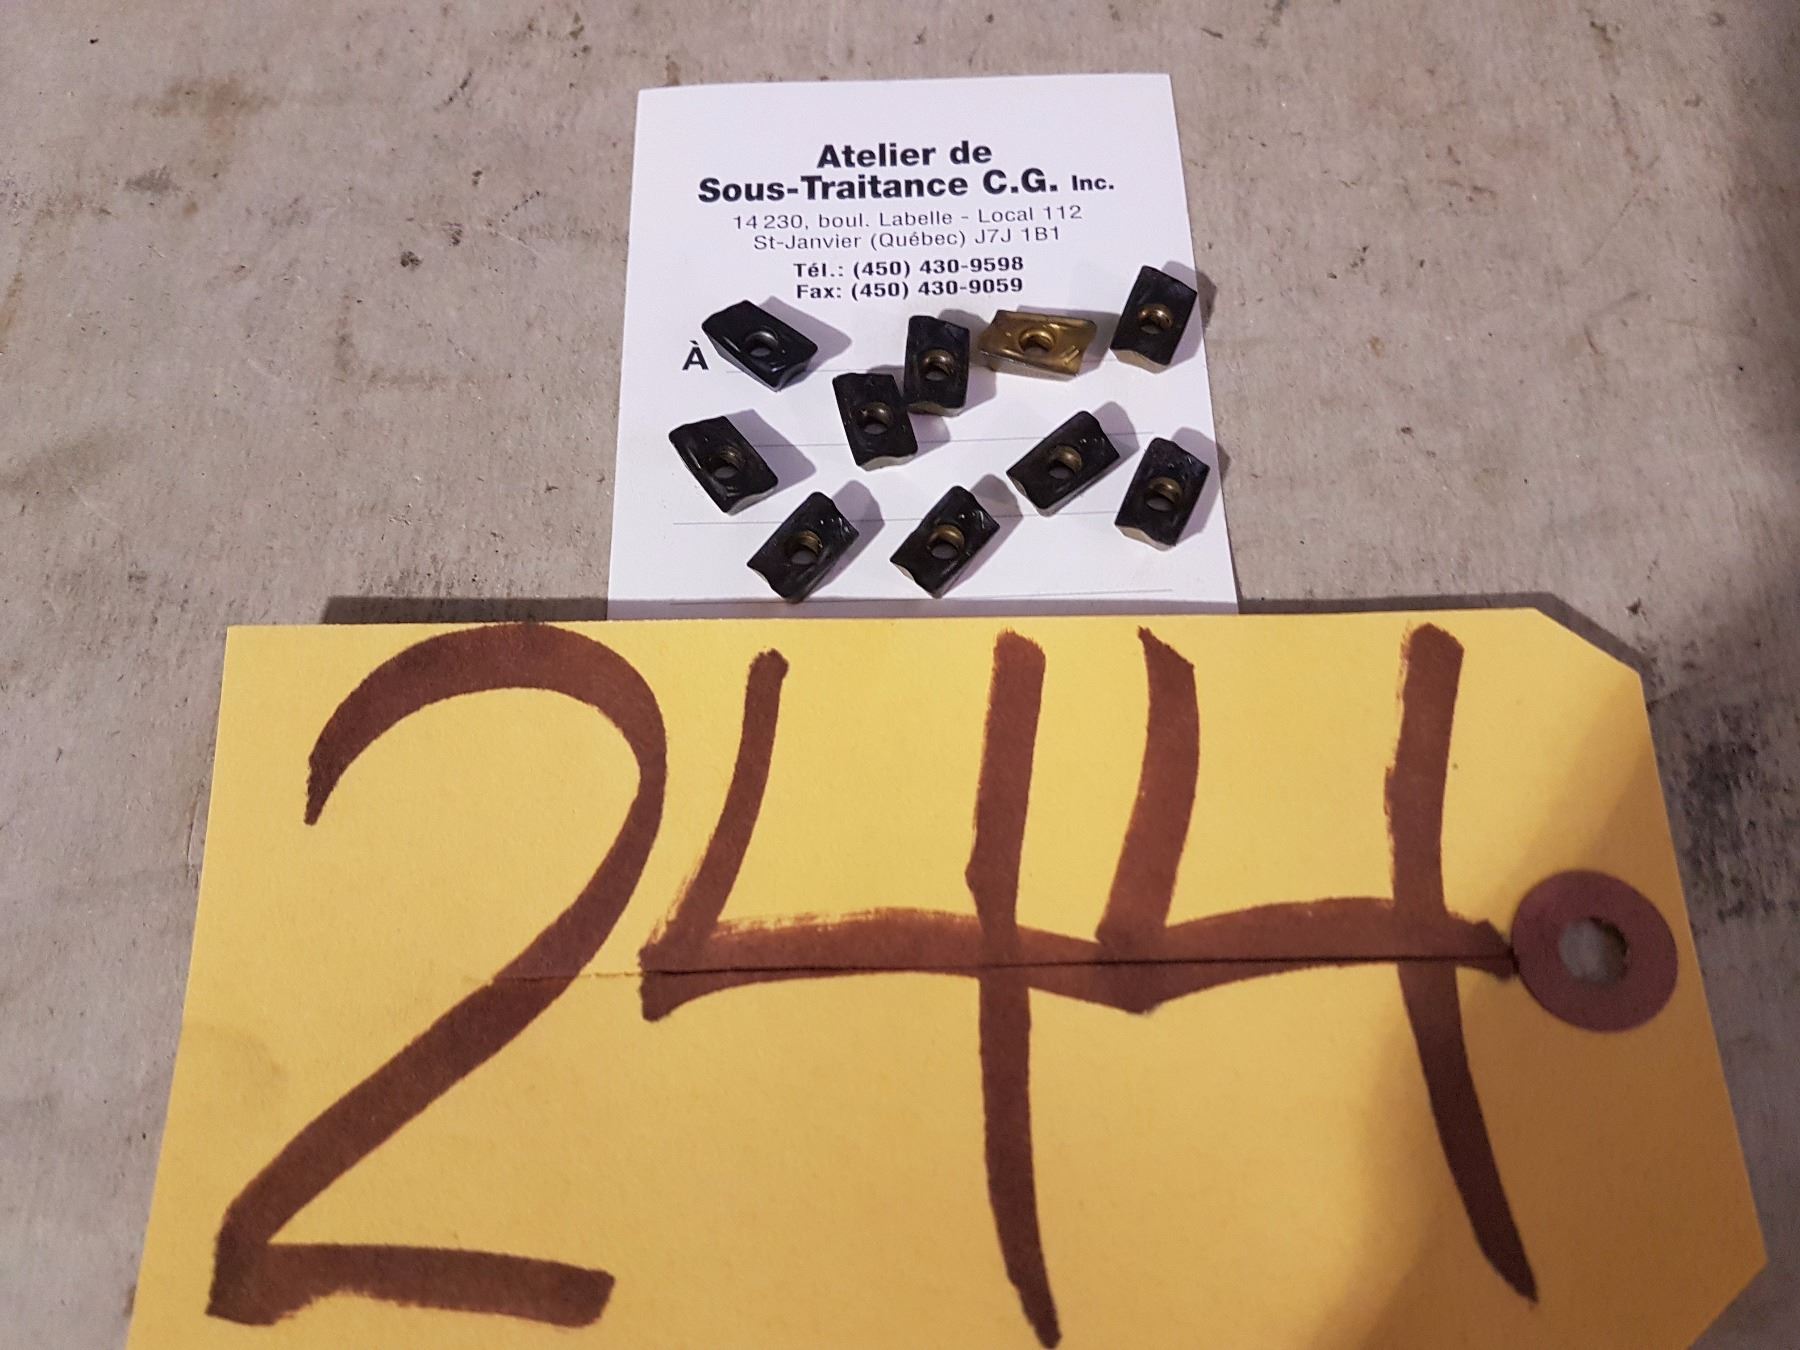 Atelier de
Sous-Traitance C.G. Inc.
14 230, boul. Labelle - Local 112
St-Janvier (Québec) J7J 1B1
Tél.: (450) 430-9598
Fax: (450) 430-9059
À
244